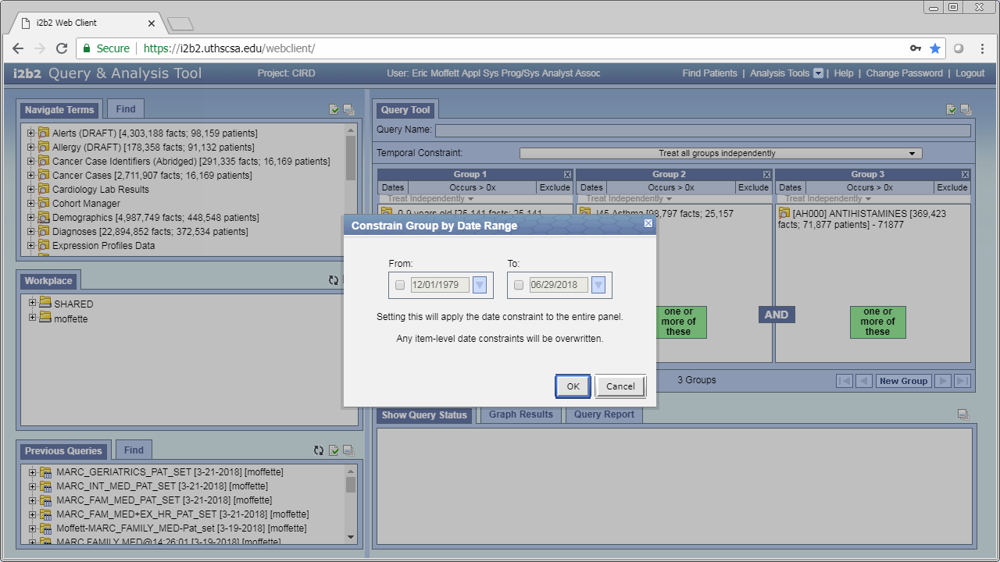 i2b2 Web Client
Secure https://i2b2.uthscsa.edu/webclient/
i2b2 Query & Analysis Tool Project: CIRD User: Eric Moffett Appl Sys Prog/Sys Analyst Assoc Find Patients | Analysis Tools | Help | Change Password | Logout
Navigate Terms Find
Alerts (DRAFT) [4,303,188 facts; 98,159 patients]
Allergy (DRAFT) [178,358 facts; 91,132 patients]
Cancer Case Identifiers (Abridged) [291,335 facts; 16,169 patients]
Cancer Cases [2,711,907 facts; 16,169 patients]
Cardiology Lab Results
Cohort Manager
Demographics [4,987,749 facts; 448,548 patients]
Diagnoses [22,894,852 facts; 372,534 patients]
Expression Profiles Data
Workplace
SHARED
moffette
Previous Queries Find
MARC_GERIATRICS_PAT_SET [3-21-2018] [moffette]
MARC_INT_MED_PAT_SET [3-21-2018] [moffette]
MARC_FAM_MED_PAT_SET [3-21-2018] [moffette]
MARC_FAM_MED+EX_HR_PAT_SET [3-21-2018] [moffette]
Moffett-MARC_FAMILY_MED-Pat_set [3-19-2018] [moffette]
MARC FAMILY MED@14:26:01 [3-19-2018] [moffette]
Query Tool
Query Name:
Temporal Constraint: Treat all groups independently
Group 1 Group 2 Group 3
Dates Occurs > 0x Exclude Dates Occurs > 0x Exclude Dates Occurs > 0x Exclude
Treat Independently Treat Independently Treat Independently
0-9 years old [25,141 facts; 25,141
J45 Asthma [98,797 facts; 25,157
[AH000] ANTIHISTAMINES [369,423
facts; 71,877 patients] - 71877
Constrain Group by Date Range
From: To:
12/01/1979 06/29/2018
Setting this will apply the date constraint to the entire panel.
Any item-level date constraints will be overwritten.
OK Cancel
one or
more of
these
AND
one or
more of
these
3 Groups New Group
Show Query Status Graph Results Query Report